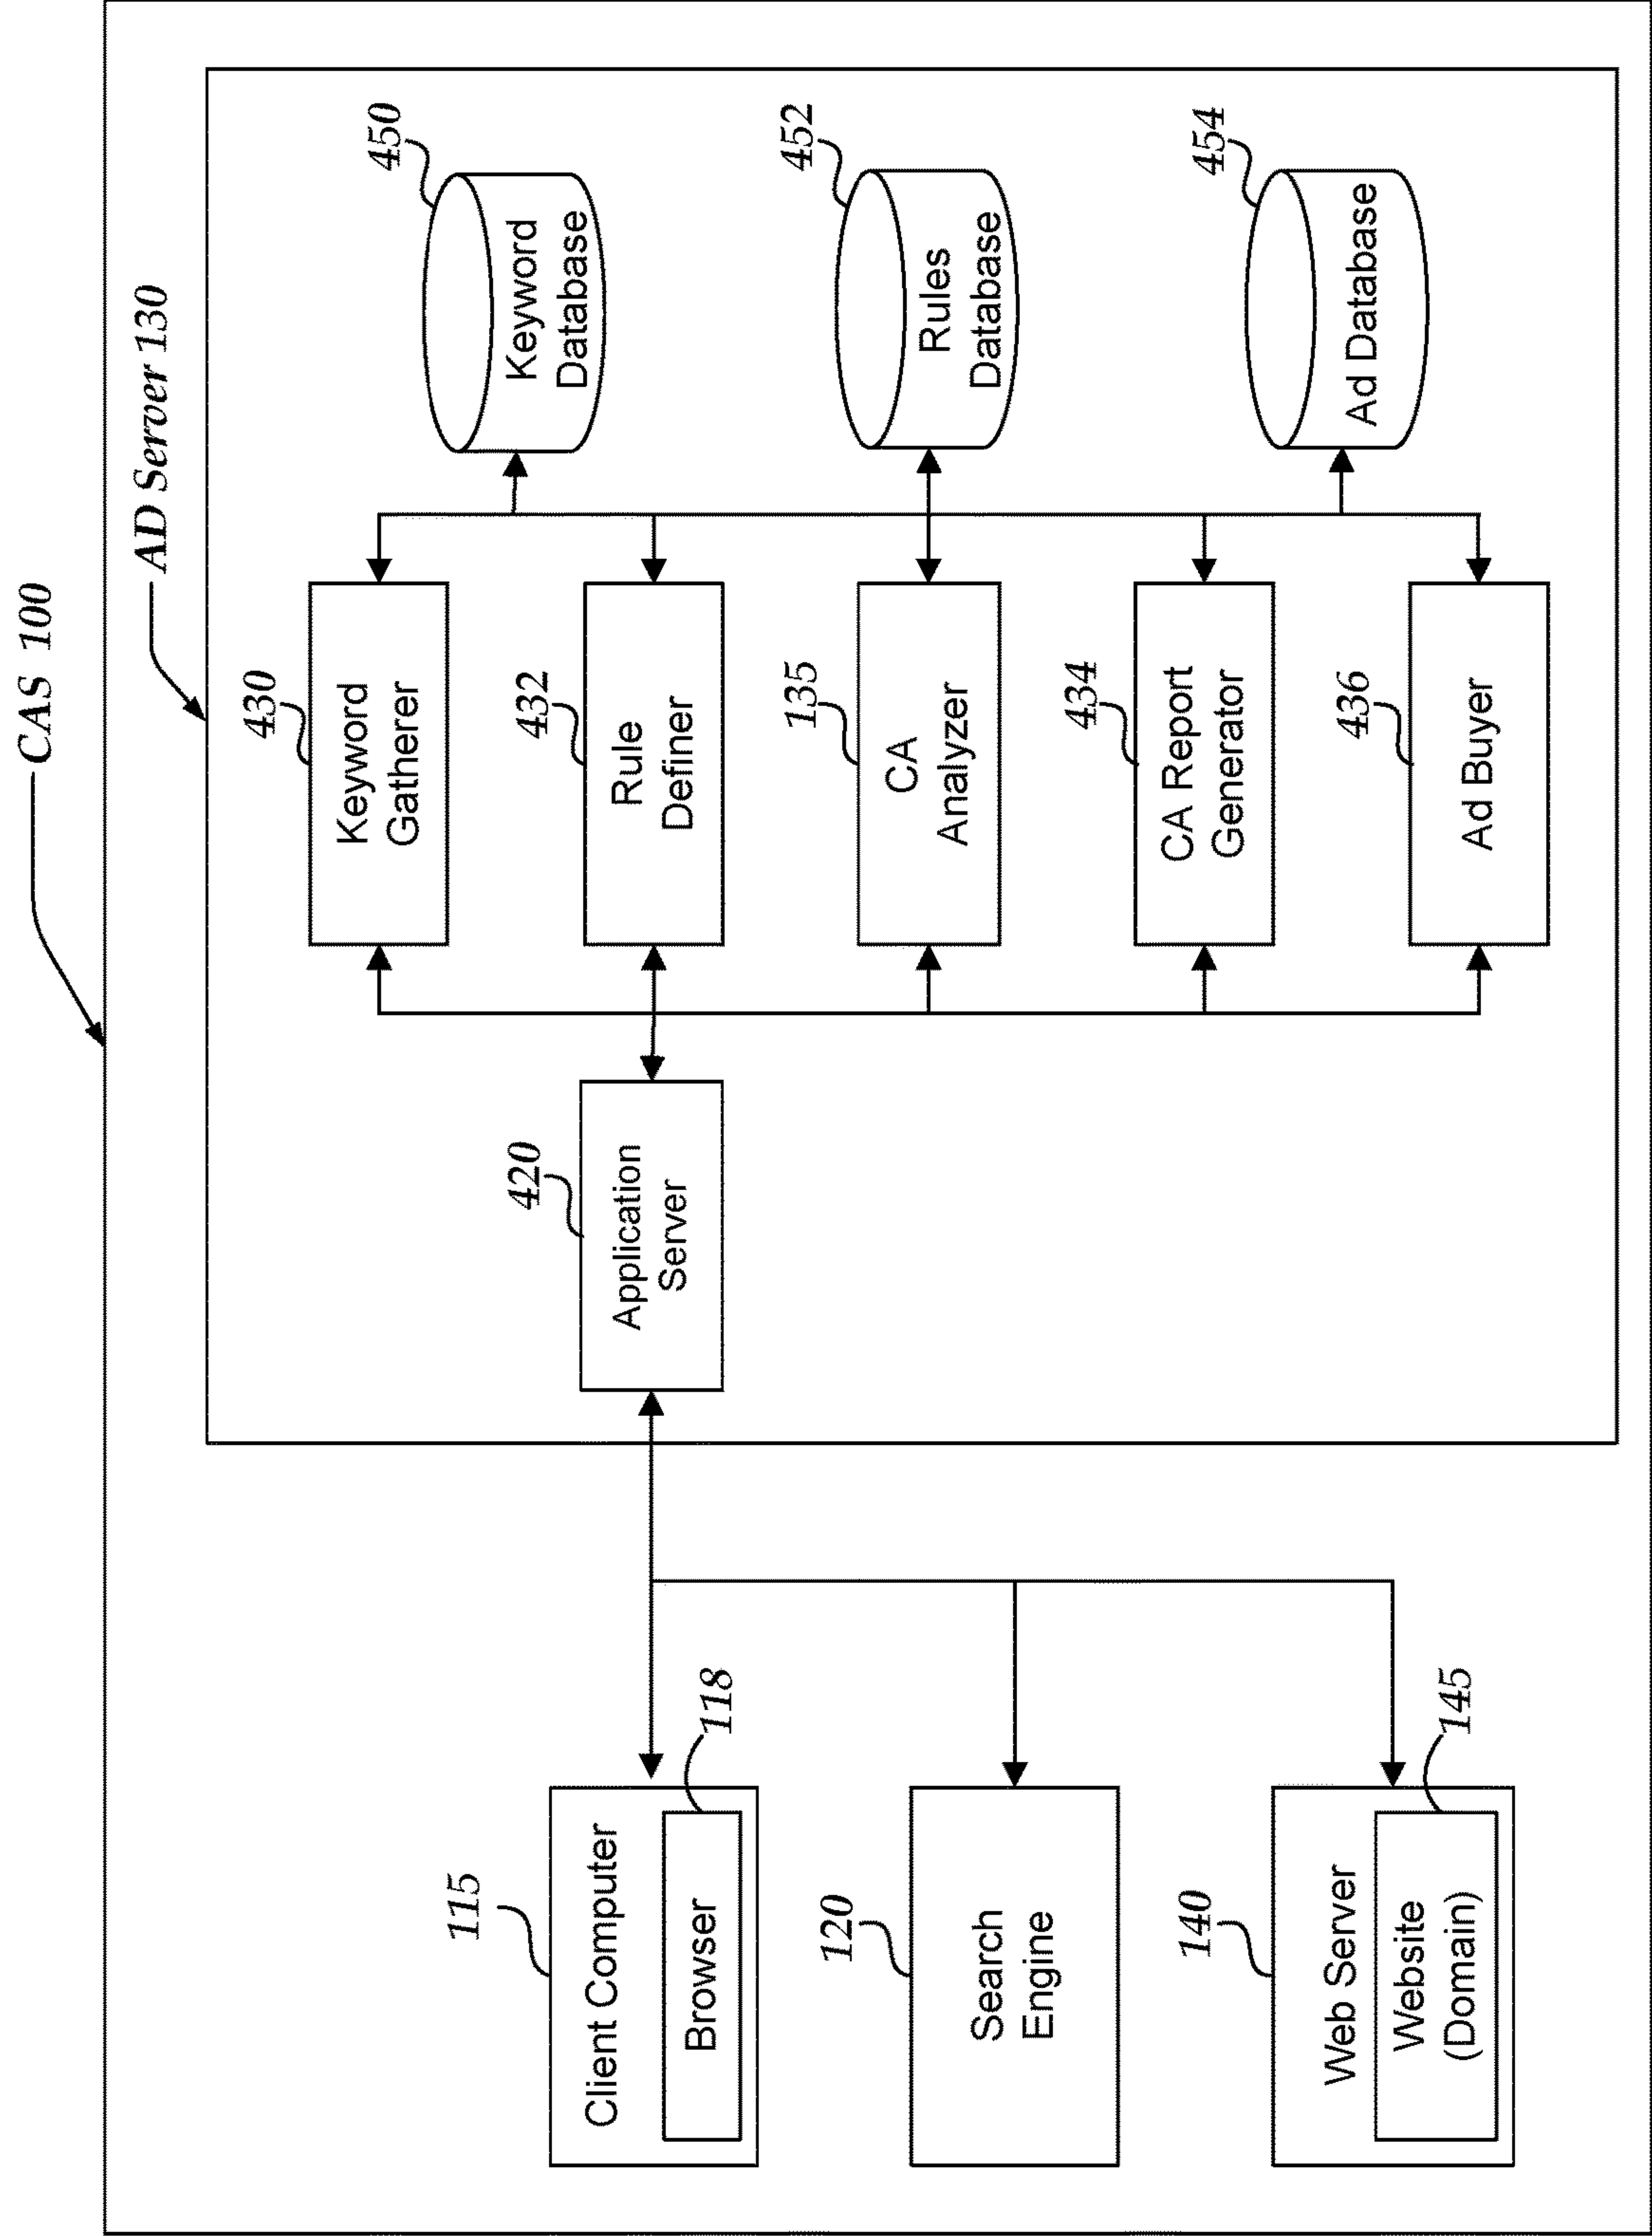 CAS 100
AD Server 130
115
Client Computer
Browser
118
120
Search
Engine
140
Web Server
Website
(Domain)
145
420
Application
Server
430
Keyword
Gatherer
432
Rule
Definer
135
CA
Analyzer
434
CA Report
Generator
436
Ad Buyer
450
Keyword
Database
452
Rules
Database
454
Ad Database